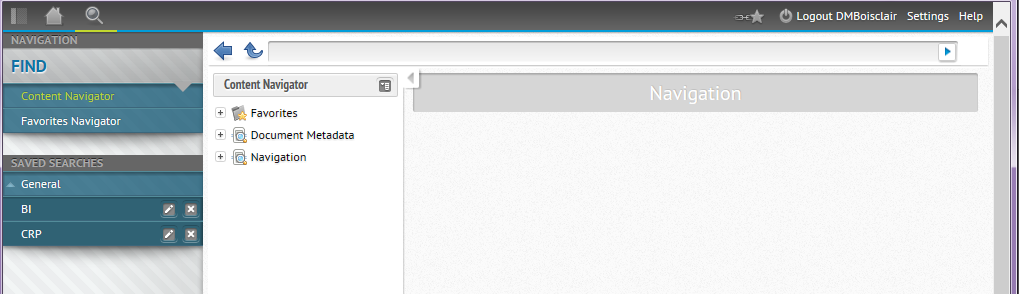 Logout DMBoisclair Settings Help
NAVIGATION
FIND
Content Navigator
Favorites Navigator
SAVED SEARCHES
General
BI
CRP
Content Navigator
Favorites
Document Metadata
Navigation
Navigation